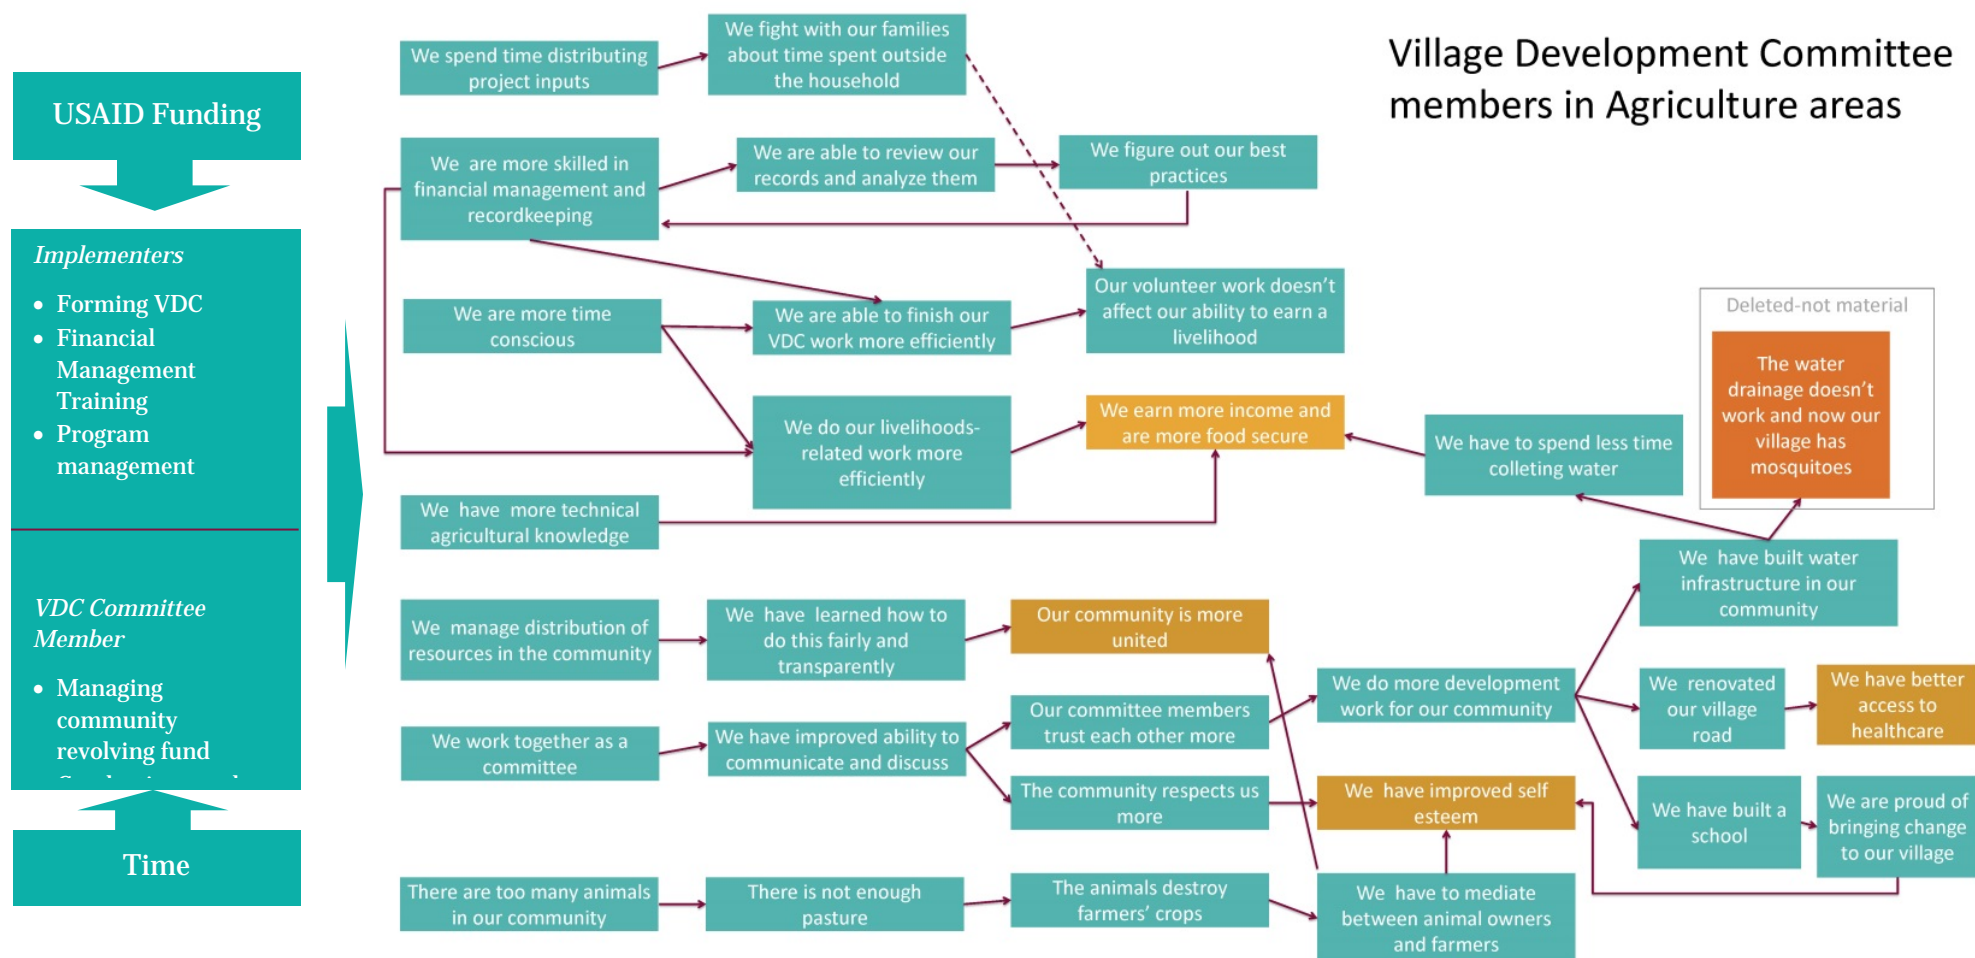 Village Development Committee
members in Agriculture areas
USAID Funding
Implementers
• Forming VDC
• Financial
Management
Training
• Program
management
VDC Committee
Member
• Managing
community
revolving fund
Time
We spend time distributing
project inputs
We fight with our families
about time spent outside
the household
We are more skilled in
financial management and
recordkeeping
We are able to review our
records and analyze them
We figure out our best
practices
We are more time
conscious
We are able to finish our
VDC work more efficiently
Our volunteer work doesn't
affect our ability to earn a
livelihood
We do our livelihoods-
related work more
efficiently
We earn more income and
are more food secure
We have to spend less time
colleting water
Deleted-not material
The water
drainage doesn't
work and now our
village has
mosquitoes
We have more technical
agricultural knowledge
We have built water
infrastructure in our
community
We manage distribution of
resources in the community
We have learned how to
do this fairly and
transparently
Our community is more
united
We work together as a
committee
We have improved ability to
communicate and discuss
Our committee members
trust each other more
We do more development
work for our community
We renovated
our village
road
We have better
access to
healthcare
The community respects us
more
We have improved self
esteem
We have built a
school
We are proud of
bringing change
to our village
There are too many animals
in our community
There is not enough
pasture
The animals destroy
farmers' crops
We have to mediate
between animal owners
and farmers